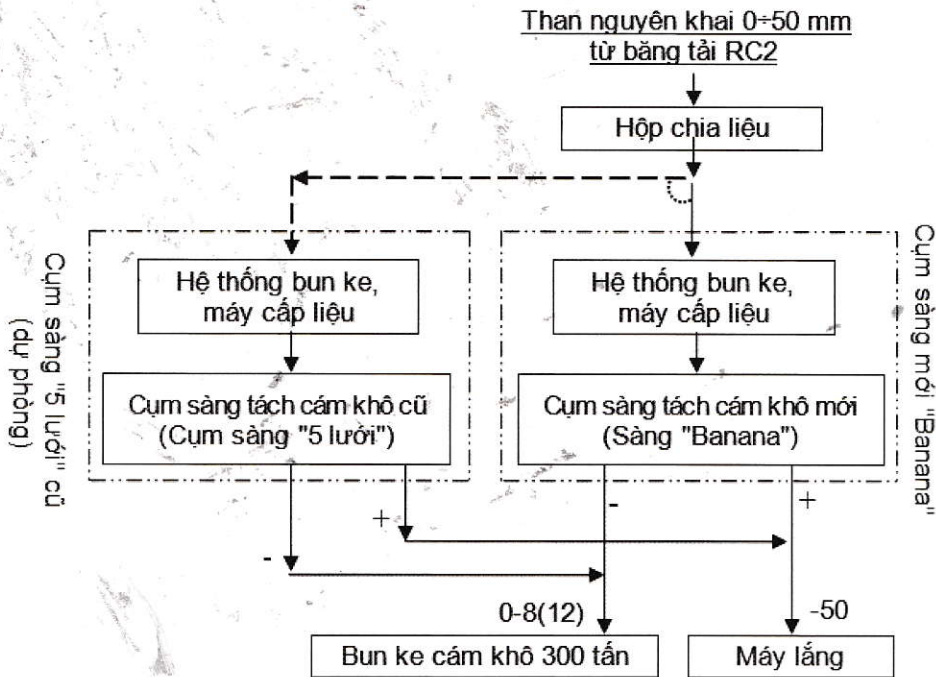 Than nguyên khai 0÷50 mm
từ băng tải RC2
Hộp chia liệu
Cụm sàng "5 lưới" cũ
(dự phòng)
Hệ thống bun ke,
máy cấp liệu
Cụm sàng tách cám khô cũ
(Cụm sàng "5 lưới")
Hệ thống bun ke,
máy cấp liệu
Cụm sàng tách cám khô mới
(Sàng "Banana")
Cụm sàng mới "Banana"
-
+
-
+
0-8(12)
-50
Bun ke cám khô 300 tấn
Máy lắng